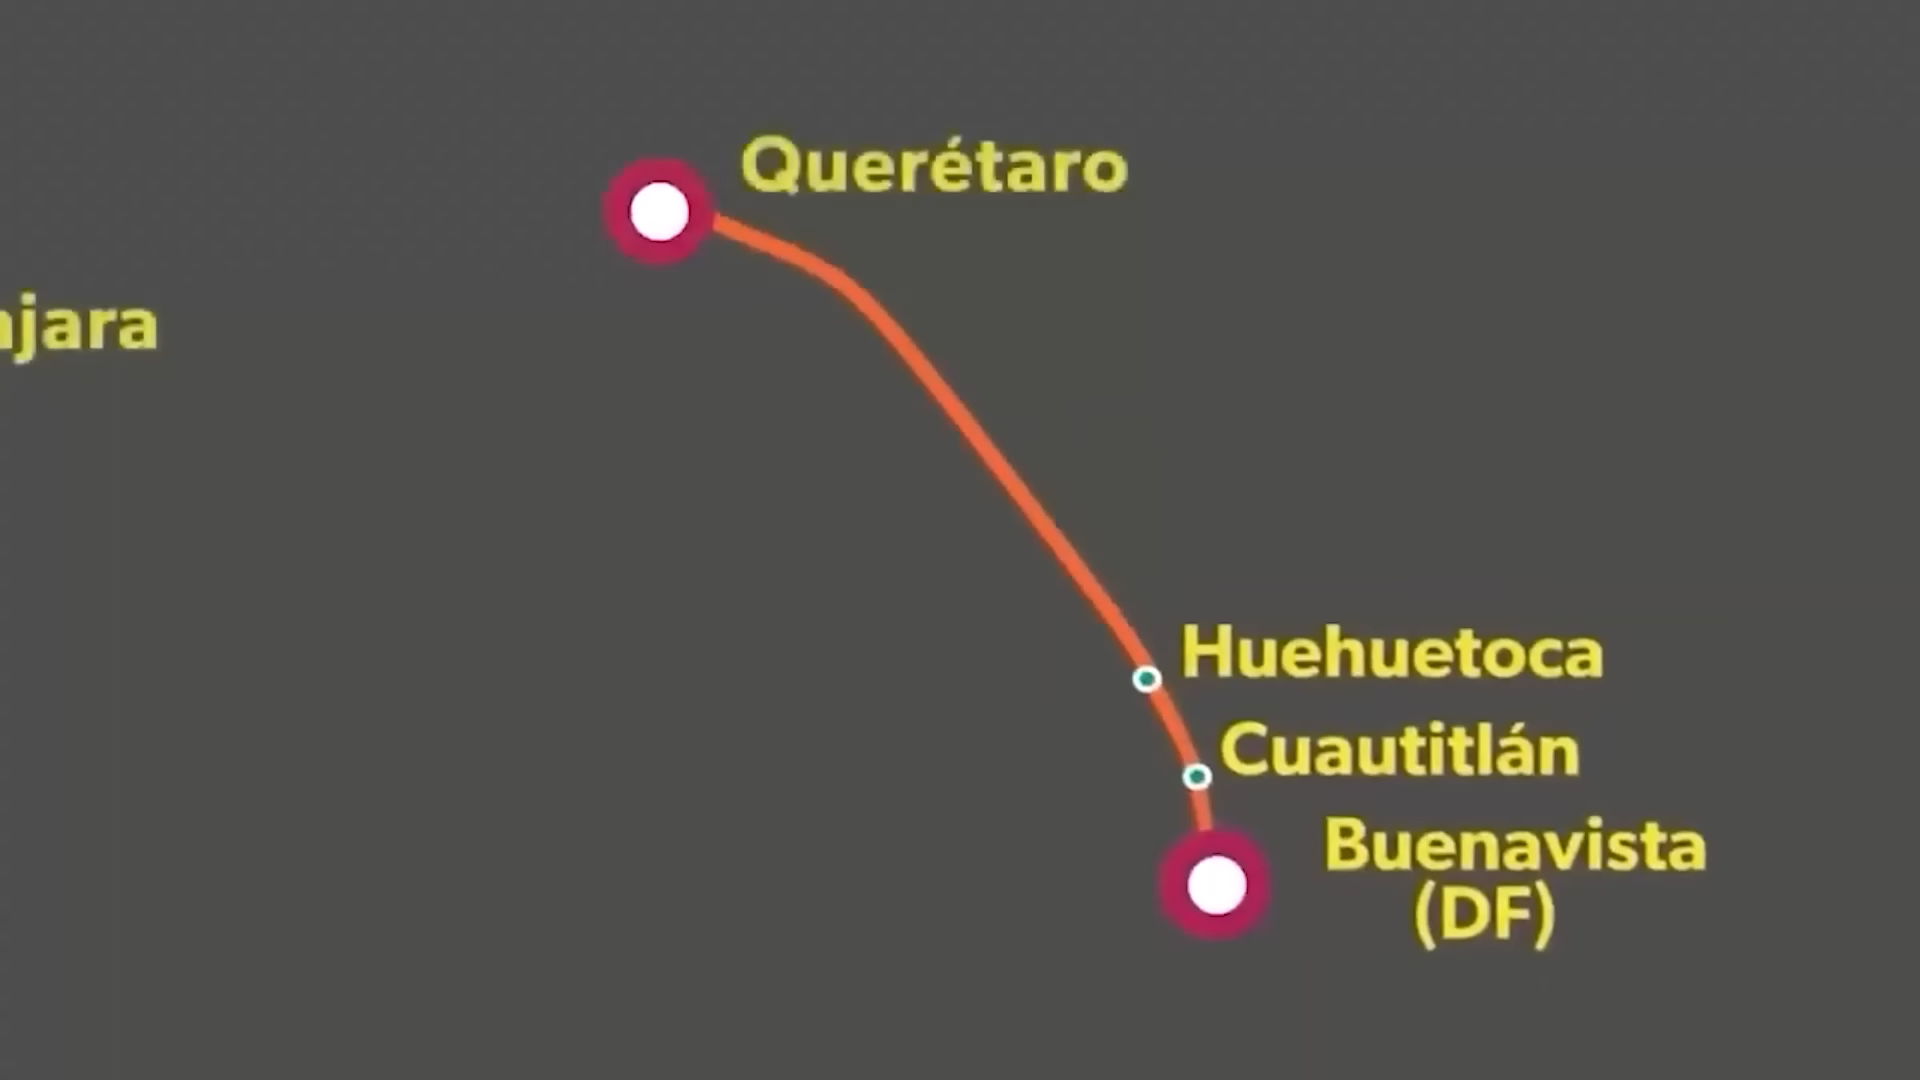 Querétaro
ajara
Huehuetoca
Cuautitlán
Buenavista
(DF)